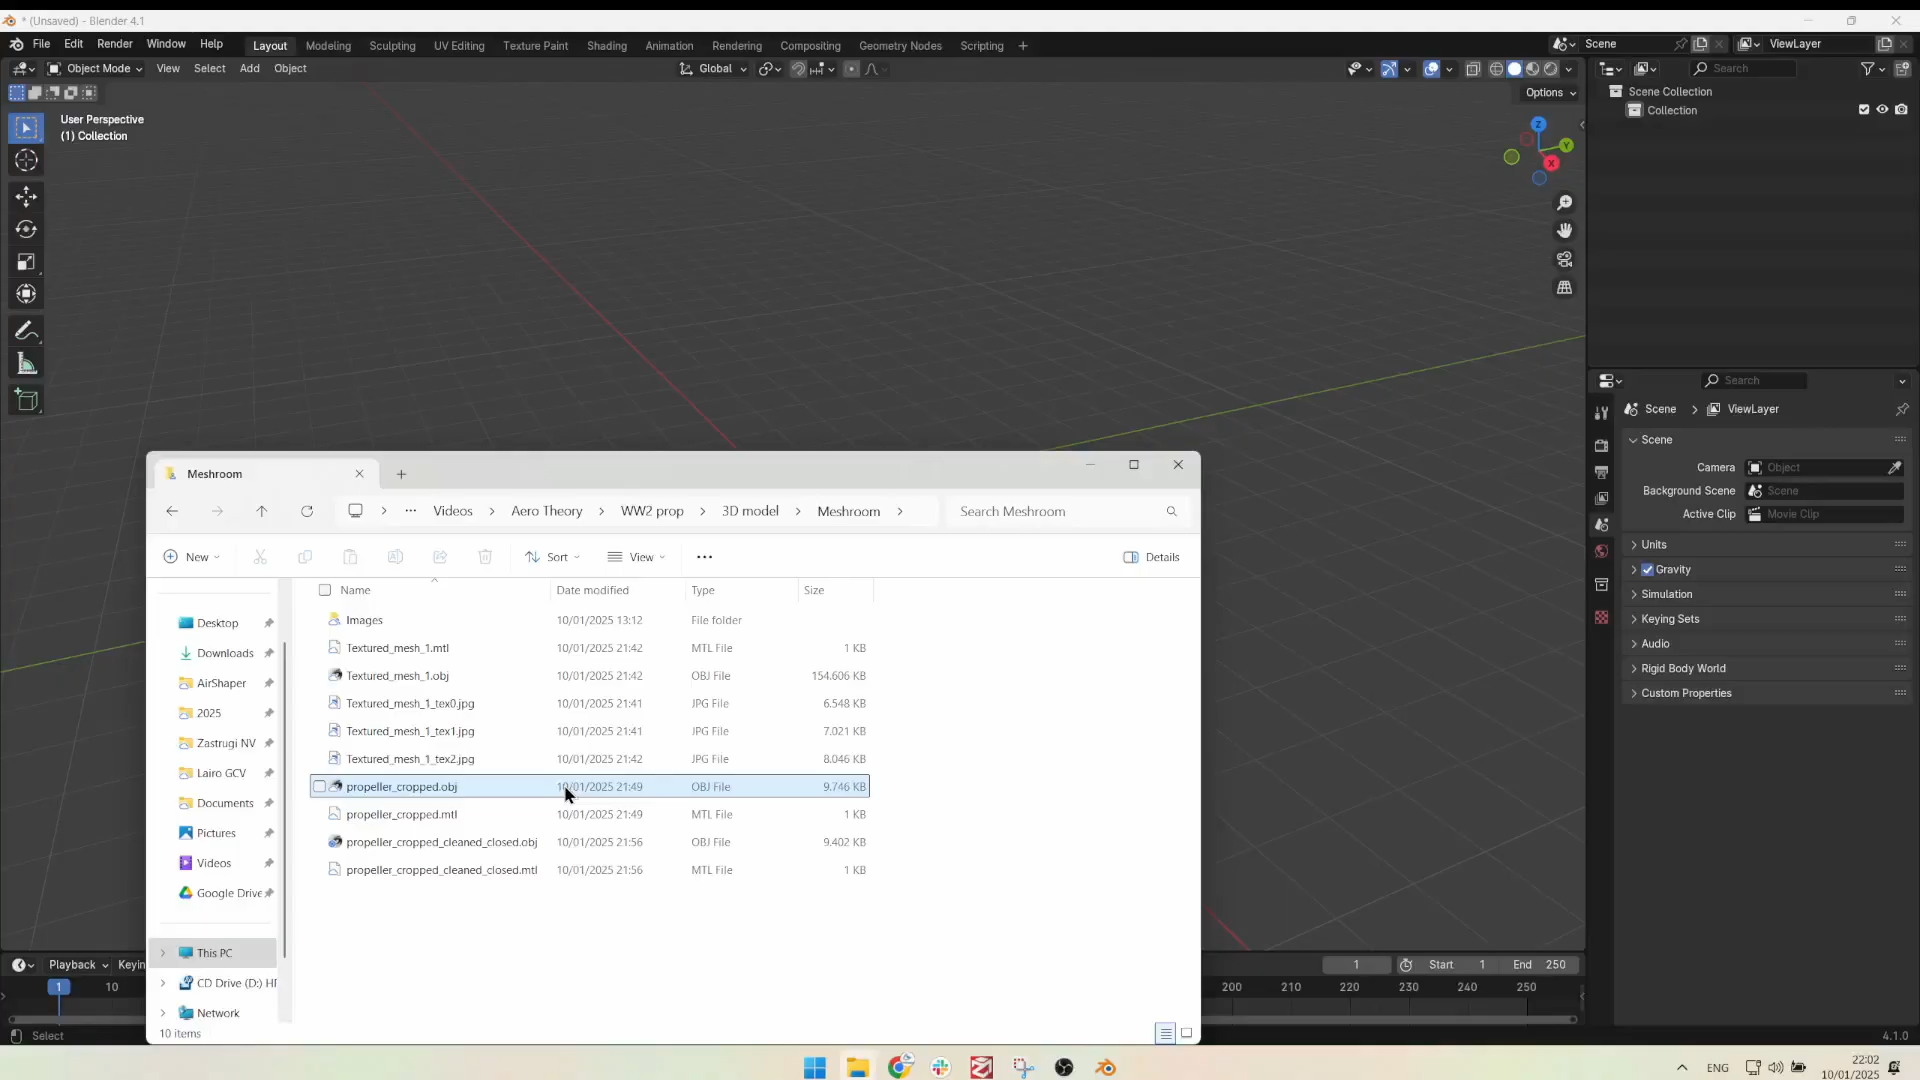 * (Unsaved) - Blender 4.1
File Edit Render Window Help Layout Modeling Sculpting UV Editing Texture Paint Shading Animation Rendering Compositing Geometry Nodes Scripting + Scene ViewLayer
Object Mode View Select Add Object Global Search
Options
User Perspective
(1) Collection
Scene Collection
Collection
Z
Y
X
Search
Scene > ViewLayer
Scene
Camera Object
Background Scene Scene
Active Clip Movie Clip
Units
Gravity
Simulation
Keying Sets
Audio
Rigid Body World
Custom Properties
Meshroom
Videos > Aero Theory > WW2 prop > 3D model > Meshroom > Search Meshroom
New Sort View ... Details
Name Date modified Type Size
Images 10/01/2025 13:12 File folder
Textured_mesh_1.mtl 10/01/2025 21:42 MTL File 1 KB
Textured_mesh_1.obj 10/01/2025 21:42 OBJ File 154.606 KB
Textured_mesh_1_tex0.jpg 10/01/2025 21:41 JPG File 6.548 KB
Textured_mesh_1_tex1.jpg 10/01/2025 21:41 JPG File 7.021 KB
Textured_mesh_1_tex2.jpg 10/01/2025 21:42 JPG File 8.046 KB
propeller_cropped.obj 10/01/2025 21:49 OBJ File 9.746 KB
propeller_cropped.mtl 10/01/2025 21:49 MTL File 1 KB
propeller_cropped_cleaned_closed.obj 10/01/2025 21:56 OBJ File 9.402 KB
propeller_cropped_cleaned_closed.mtl 10/01/2025 21:56 MTL File 1 KB
Desktop
Downloads
AirShaper
2025
Zastrugi NV
Lairo GCV
Documents
Pictures
Videos
Google Drive
This PC
CD Drive (D:)
Network
10 items
Playback 1 Start 1 End 250
1 10 200 210 220 230 240 250
Select 4.1.0
ENG 22:02
10/01/2025